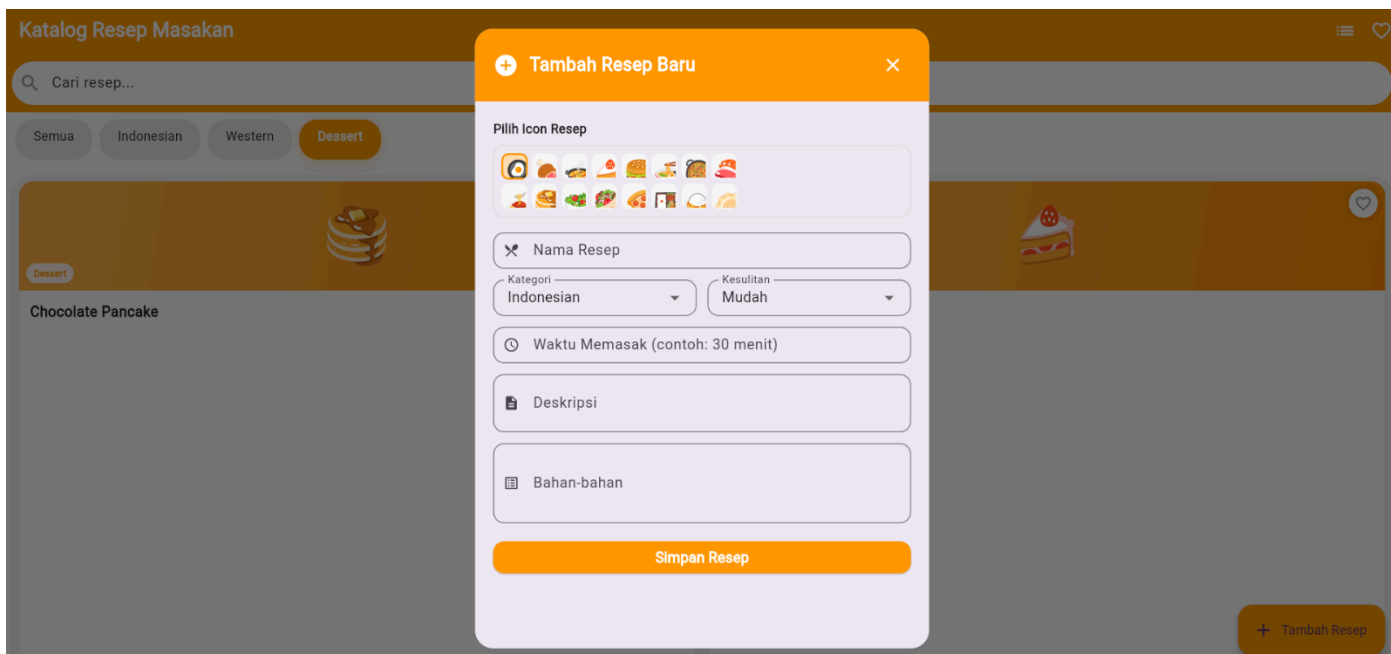 Katalog Resep Masakan
Cari resep...
Semua
Indonesian
Western
Dessert
Dessert
Chocolate Pancake
Tambah Resep Baru
Pilih Icon Resep
Nama Resep
Kategori
Indonesian
Kesulitan
Mudah
Waktu Memasak (contoh: 30 menit)
Deskripsi
Bahan-bahan
Simpan Resep
+ Tambah Resep